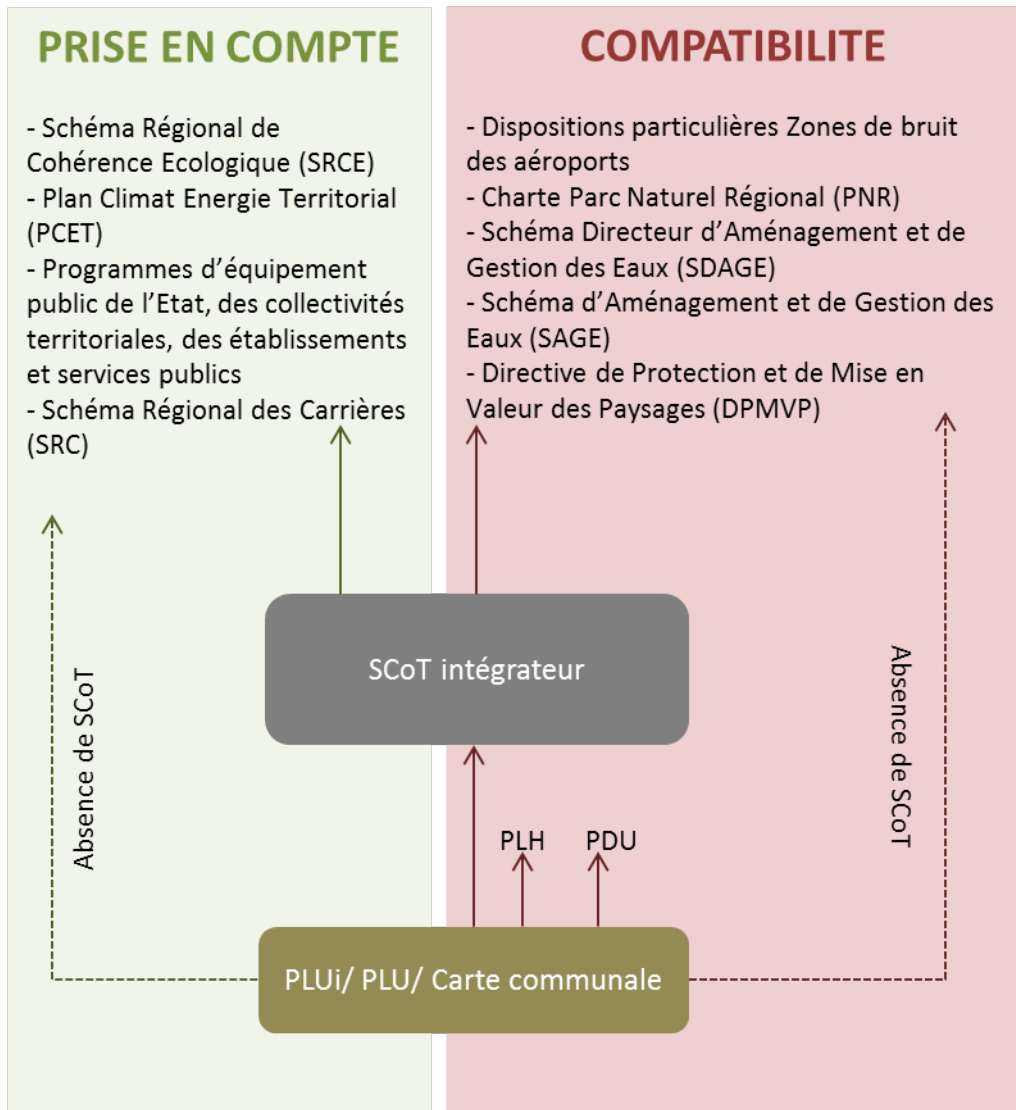 PRISE EN COMPTE
- Schéma Régional de
Cohérence Ecologique (SRCE)
- Plan Climat Energie Territorial
(PCET)
- Programmes d’équipement
public de l’Etat, des collectivités
territoriales, des établissements
et services publics
- Schéma Régional des Carrières
(SRC)
COMPATIBILITE
- Dispositions particulières Zones de bruit
des aéroports
- Charte Parc Naturel Régional (PNR)
- Schéma Directeur d’Aménagement et de
Gestion des Eaux (SDAGE)
- Schéma d’Aménagement et de Gestion des
Eaux (SAGE)
- Directive de Protection et de Mise en
Valeur des Paysages (DPMVP)
SCoT intégrateur
Absence de SCoT
Absence de SCoT
PLH
PDU
PLUi/ PLU/ Carte communale